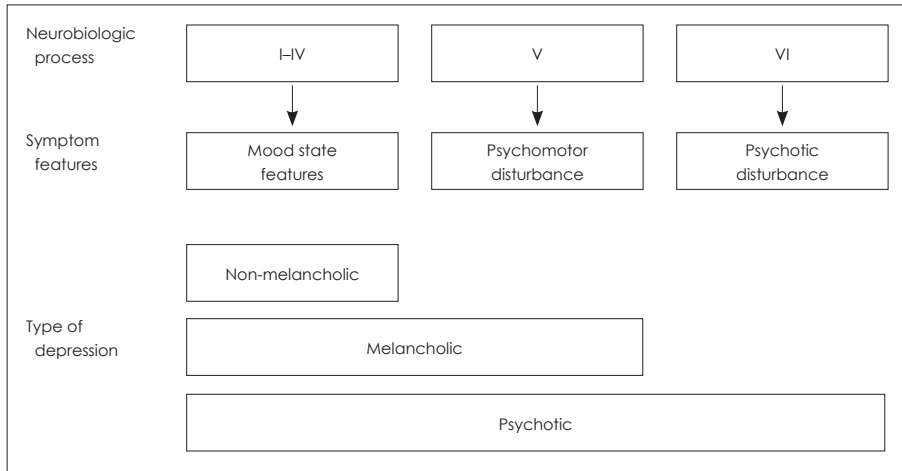 Neurobiologic
process
I–IV
V
VI
Symptom
features
Mood state
features
Psychomotor
disturbance
Psychotic
disturbance
Non-melancholic
Type of
depression
Melancholic
Psychotic